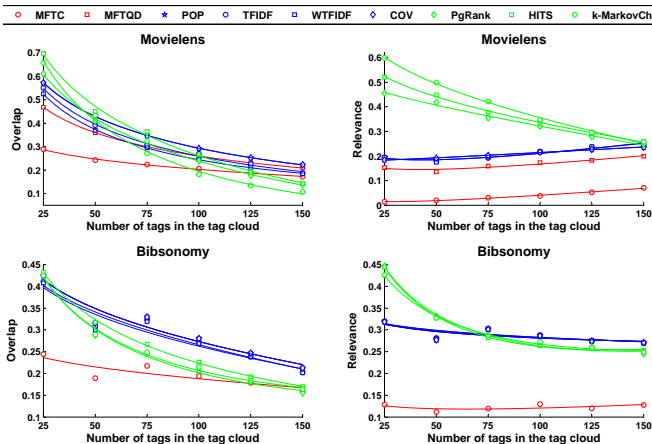 MFTC MFTQD POP TFIDF WTFIDF COV PgRank HITS k-MarkovCh
Movielens
0.7
0.6
0.5
0.4
0.3
0.2
0.1
Overlap
25 50 75 100 125 150
Number of tags in the tag cloud
Movielens
0.6
0.5
0.4
0.3
0.2
0.1
0
Relevance
25 50 75 100 125 150
Number of tags in the tag cloud
Bibsonomy
0.45
0.4
0.35
0.3
0.25
0.2
0.15
0.1
Overlap
25 50 75 100 125 150
Number of tags in the tag cloud
Bibsonomy
0.45
0.4
0.35
0.3
0.25
0.2
0.15
0.1
Relevance
25 50 75 100 125 150
Number of tags in the tag cloud